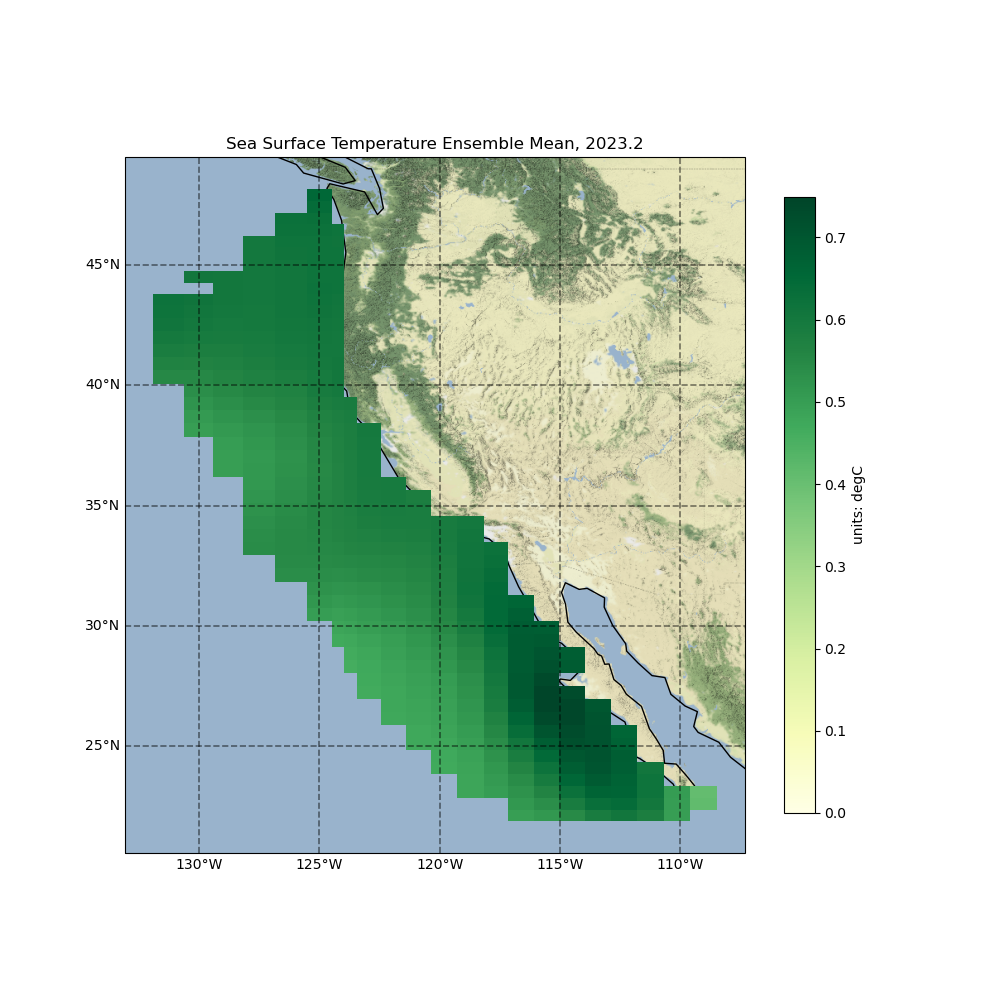 Sea Surface Temperature Ensemble Mean, 2023.2
45°N
40°N
35°N
30°N
25°N
130°W
125°W
120°W
115°W
110°W
0.7
0.6
0.5
0.4
0.3
0.2
0.1
0.0
units: degC